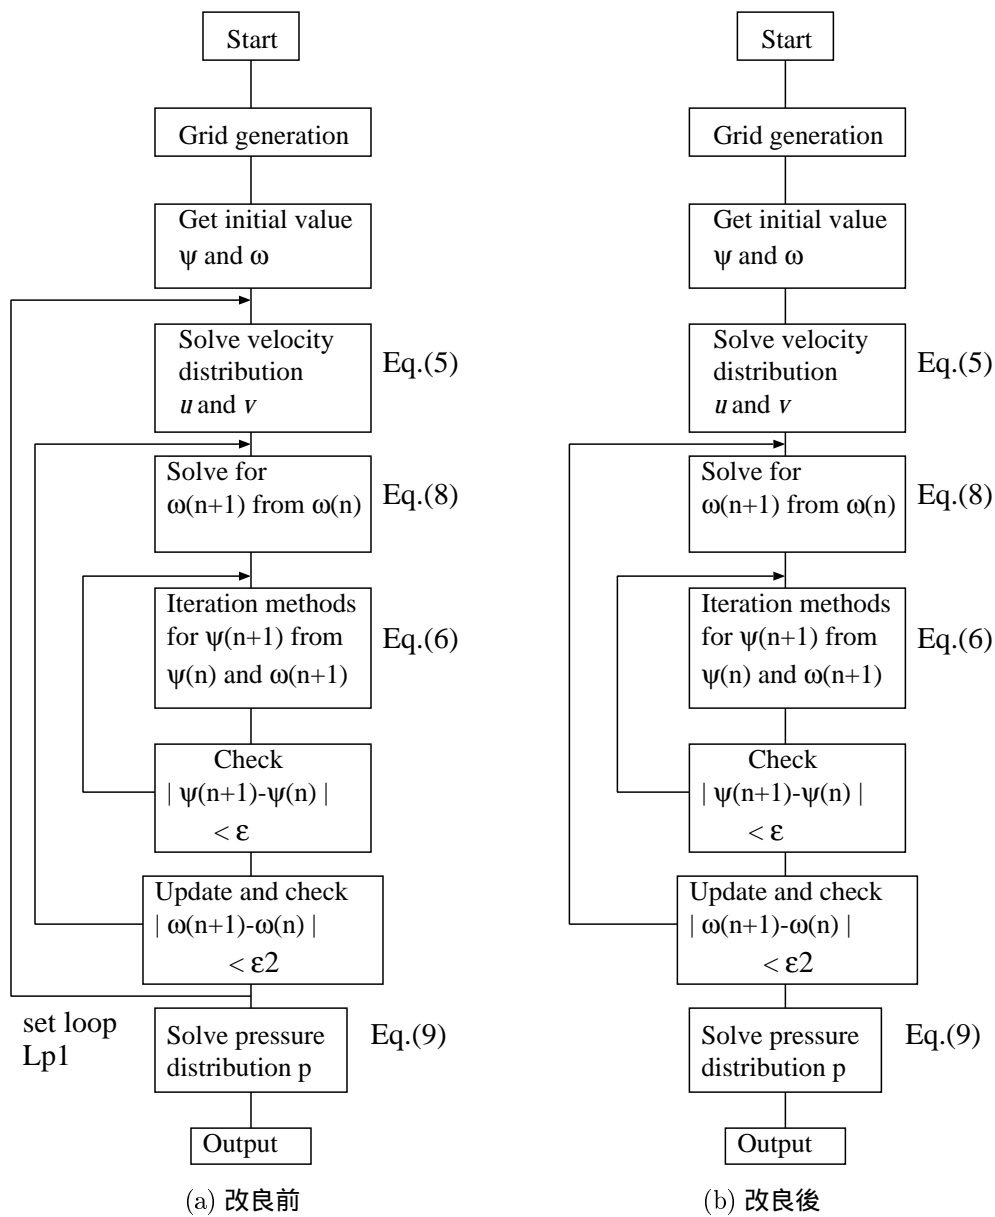 Start
Grid generation
Get initial value
ψ and ω
Solve velocity
distribution
u and v
Eq.(5)
Solve for
ω(n+1) from ω(n)
Eq.(8)
Iteration methods
for ψ(n+1) from
ψ(n) and ω(n+1)
Eq.(6)
Check
| ψ(n+1)-ψ(n) |
< ε
Update and check
| ω(n+1)-ω(n) |
< ε2
set loop
Lp1
Solve pressure
distribution p
Eq.(9)
Output
(a) 改良前
Start
Grid generation
Get initial value
ψ and ω
Solve velocity
distribution
u and v
Eq.(5)
Solve for
ω(n+1) from ω(n)
Eq.(8)
Iteration methods
for ψ(n+1) from
ψ(n) and ω(n+1)
Eq.(6)
Check
| ψ(n+1)-ψ(n) |
< ε
Update and check
| ω(n+1)-ω(n) |
< ε2
Solve pressure
distribution p
Eq.(9)
Output
(b) 改良後